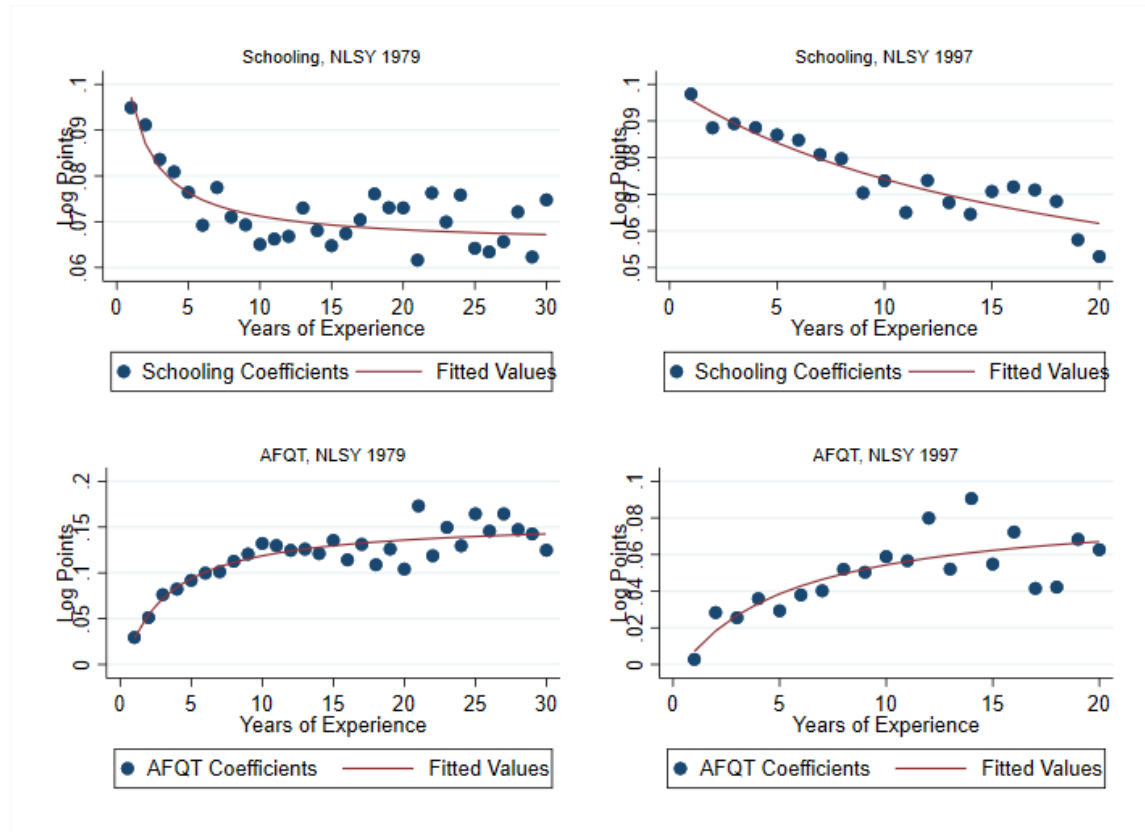 Schooling, NLSY 1979
Log Points
.1
.09
.08
.07
.06
0 5 10 15 20 25 30
Years of Experience
Schooling Coefficients Fitted Values
Schooling, NLSY 1997
Log Points
.1
.09
.08
.07
.06
.05
0 5 10 15 20
Years of Experience
Schooling Coefficients Fitted Values
AFQT, NLSY 1979
Log Points
.2
.15
.1
.05
0
0 5 10 15 20 25 30
Years of Experience
AFQT Coefficients Fitted Values
AFQT, NLSY 1997
Log Points
.1
.08
.06
.04
.02
0
0 5 10 15 20
Years of Experience
AFQT Coefficients Fitted Values